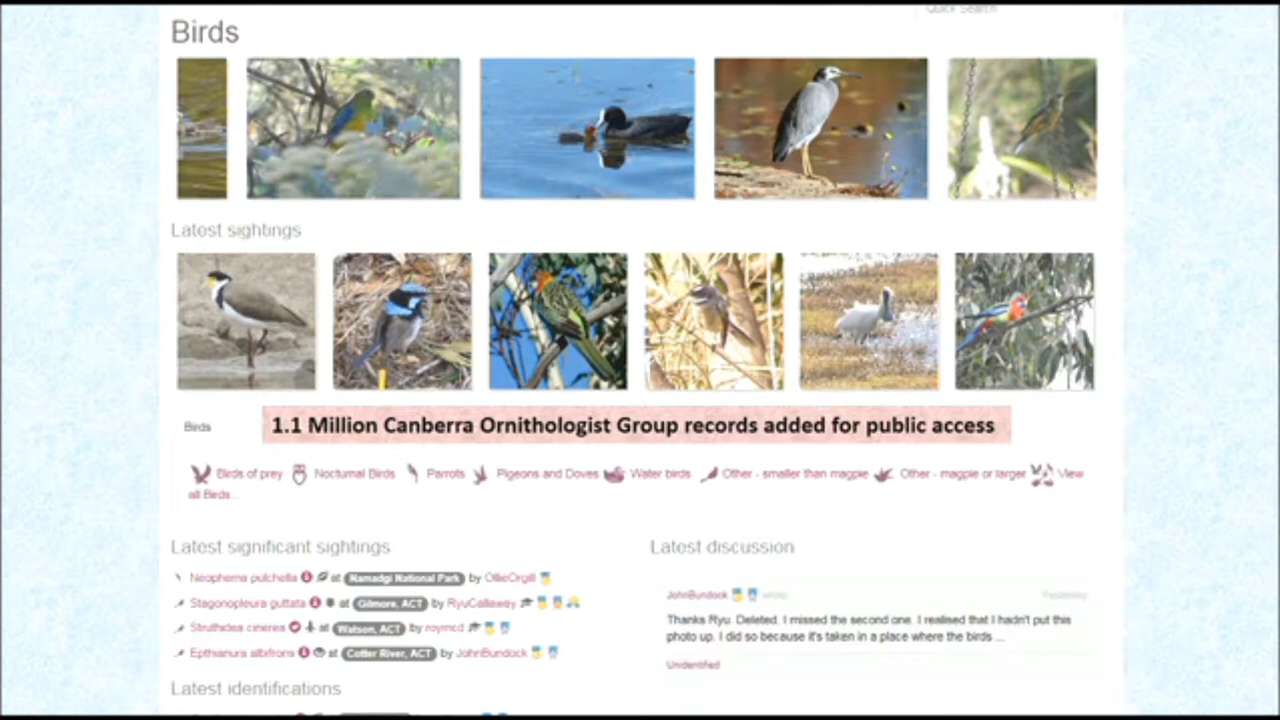 Quick Search
Birds
Latest sightings
Birds
1.1 Million Canberra Ornithologist Group records added for public access
Birds of prey Nocturnal Birds Parrots Pigeons and Doves Water birds Other - smaller than magpie Other - magpie or larger View
all Birds...
Latest significant sightings
Neophema pulchella at Namadgi National Park by OllieOrgill
Stagonopleura guttata at Gilmore, ACT by RyuCallaway
Struthidea cinerea at Watson, ACT by roymcd
Epthianura albifrons at Cotter River, ACT by JohnBundock
Latest identifications
Latest discussion
JohnBundock wrote: Yesterday
Thanks Ryu. Deleted. I missed the second one. I realised that I hadn't put this
photo up. I did so because it's taken in a place where the birds ...
Unidentified